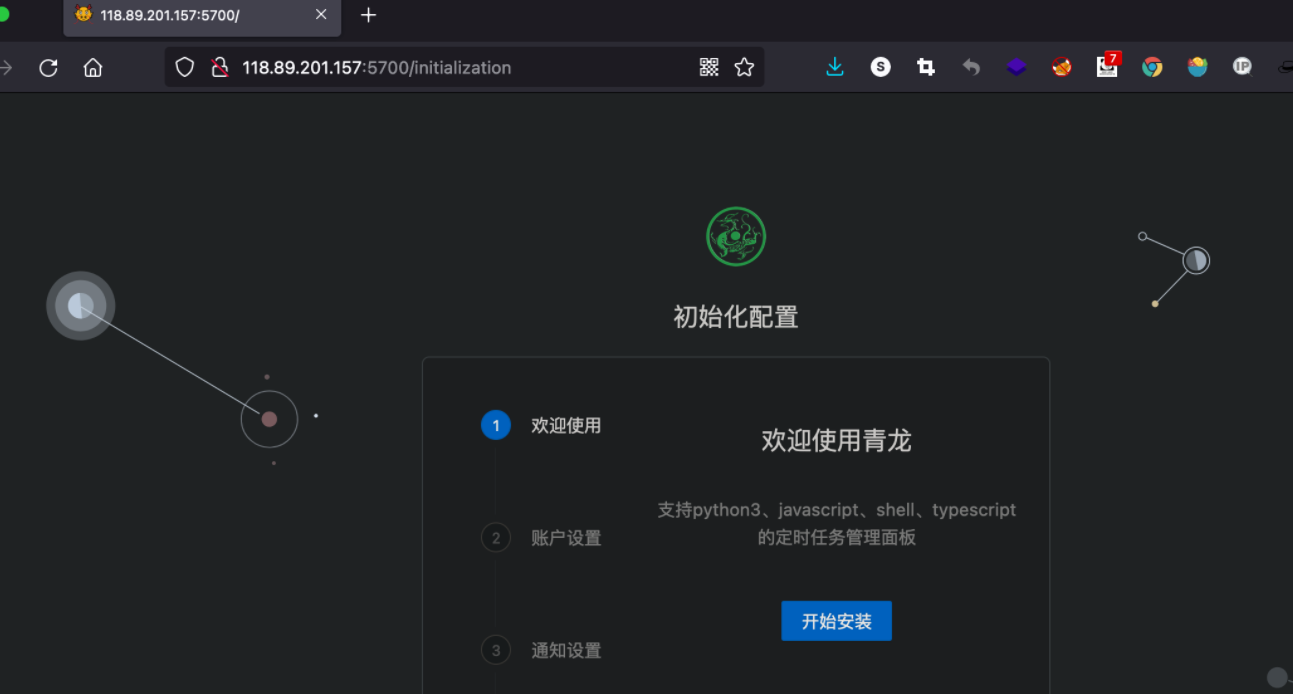 118.89.201.157:5700/
118.89.201.157:5700/initialization
S
7
IP
初始化配置
1 欢迎使用
欢迎使用青龙
支持python3、javascript、shell、typescript
的定时任务管理面板
2 账户设置
开始安装
3 通知设置